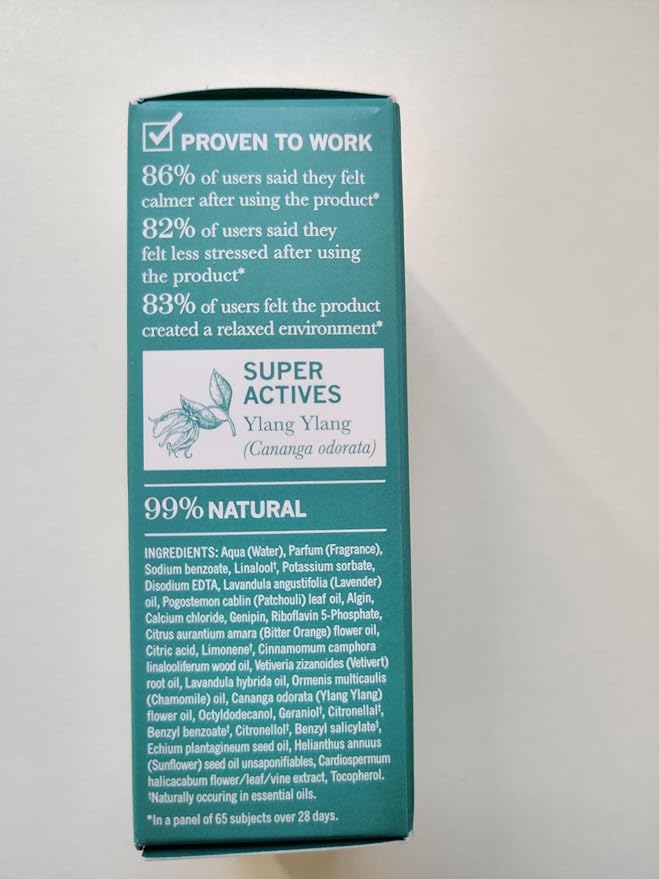 PROVEN TO WORK
86% of users said they felt
calmer after using the product*
82% of users said they
felt less stressed after using
the product*
83% of users felt the product
created a relaxed environment*
SUPER
ACTIVES
Ylang Ylang
(Cananga odorata)
99% NATURAL
INGREDIENTS: Aqua (Water), Parfum (Fragrance),
Sodium benzoate, Linalool†, Potassium sorbate,
Disodium EDTA, Lavandula angustifolia (Lavender)
oil, Pogostemon cablin (Patchouli) leaf oil, Algin,
Calcium chloride, Genipin, Riboflavin 5-Phosphate,
Citrus aurantium amara (Bitter Orange) flower oil,
Citric acid, Limonene†, Cinnamomum camphora
linalooliferum wood oil, Vetiveria zizanoides (Vetivert)
root oil, Lavandula hybrida oil, Ormenis multicaulis
(Chamomile) oil, Cananga odorata (Ylang Ylang)
flower oil, Octyldodecanol, Geraniol†, Citronellal†,
Benzyl benzoate†, Citronellol†, Benzyl salicylate†,
Echium plantagineum seed oil, Helianthus annuus
(Sunflower) seed oil unsaponifiables, Cardiospermum
halicacabum flower/leaf/vine extract, Tocopherol.
†Naturally occuring in essential oils.
*In a panel of 65 subjects over 28 days.